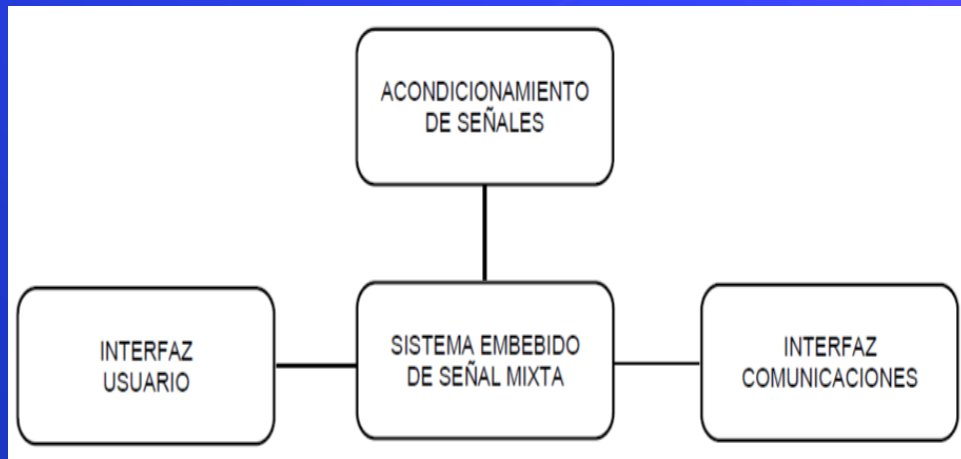 ACONDICIONAMIENTO
DE SEÑALES
INTERFAZ
USUARIO
SISTEMA EMBEBIDO
DE SEÑAL MIXTA
INTERFAZ
COMUNICACIONES